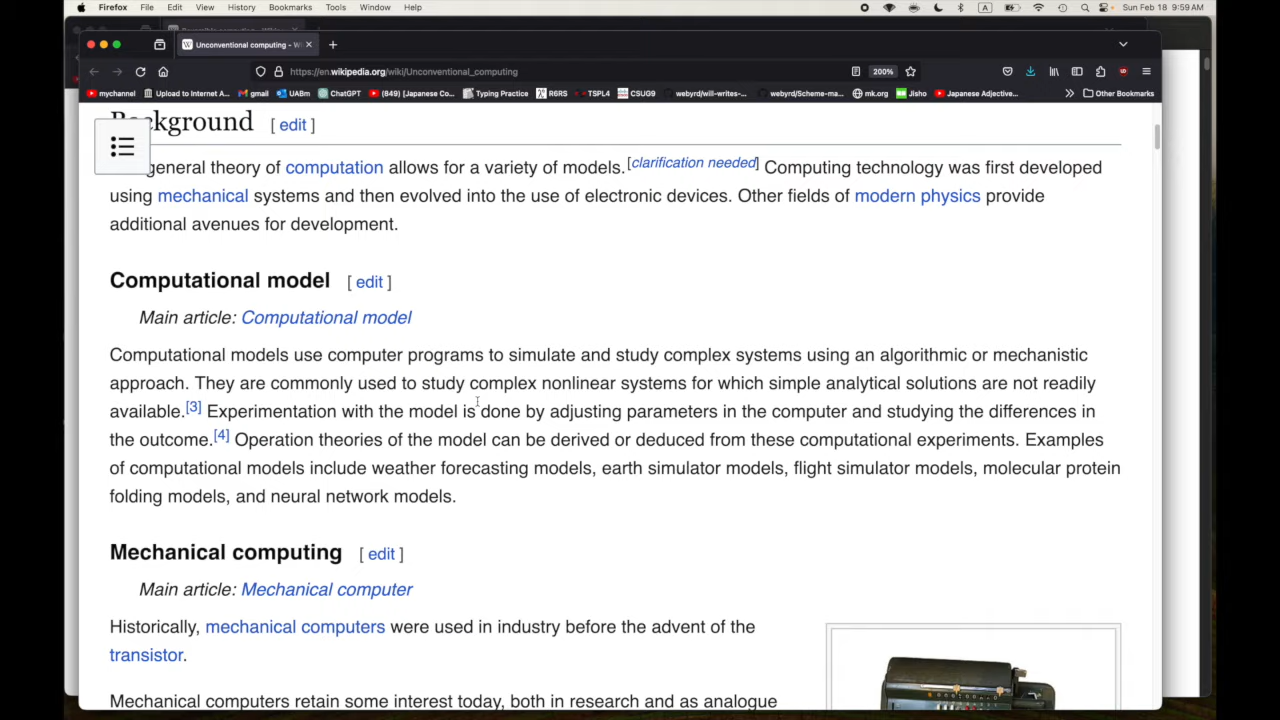 Firefox File Edit View History Bookmarks Tools Window Help
A
Sun Feb 18 9:59 AM
Unconventional computing - Wi
https://en.wikipedia.org/wiki/Unconventional_computing
200%
mychannel Upload to Internet A... gmail UABm ChatGPT (849) [Japanese Co... Typing Practice R6RS TSPL4 CSUG9 webyrd/will-writes-... webyrd/Scheme-ma... mk.org Jisho Japanese Adjective... Other Bookmarks
Background [ edit ]
general theory of computation allows for a variety of models.[clarification needed] Computing technology was first developed
using mechanical systems and then evolved into the use of electronic devices. Other fields of modern physics provide
additional avenues for development.
Computational model [ edit ]
Main article: Computational model
Computational models use computer programs to simulate and study complex systems using an algorithmic or mechanistic
approach. They are commonly used to study complex nonlinear systems for which simple analytical solutions are not readily
available.[3] Experimentation with the model is done by adjusting parameters in the computer and studying the differences in
the outcome.[4] Operation theories of the model can be derived or deduced from these computational experiments. Examples
of computational models include weather forecasting models, earth simulator models, flight simulator models, molecular protein
folding models, and neural network models.
Mechanical computing [ edit ]
Main article: Mechanical computer
Historically, mechanical computers were used in industry before the advent of the
transistor.
Mechanical computers retain some interest today, both in research and as analogue